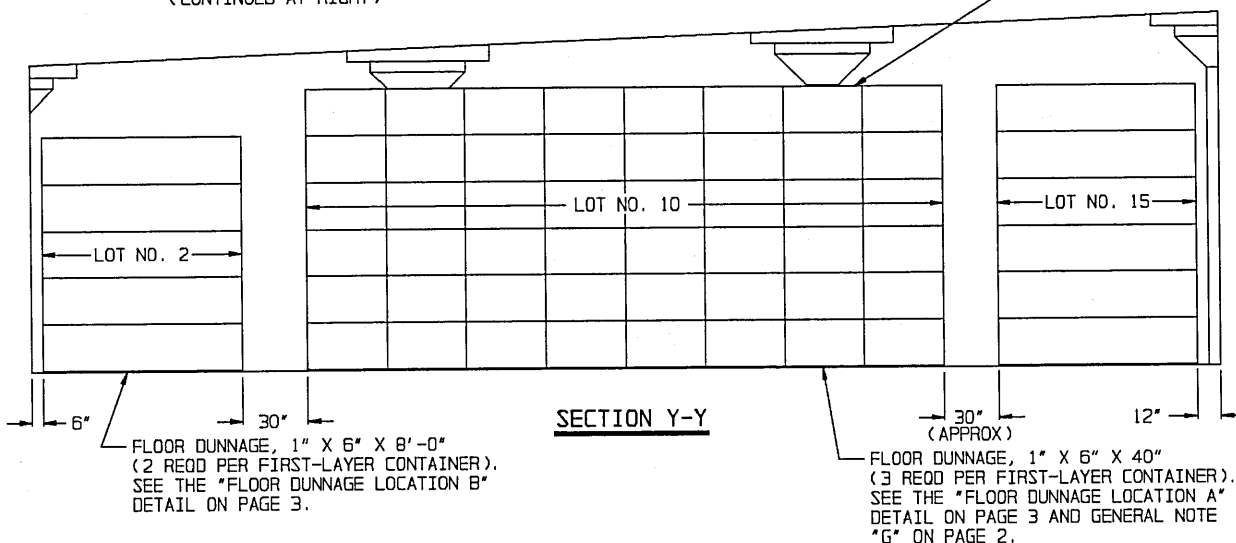 (CONTINUED AT RIGHT)
LOT NO. 2
LOT NO. 10
LOT NO. 15
6"
30"
SECTION Y-Y
30"
(APPROX)
12"
FLOOR DUNNAGE, 1" X 6" X 8'-0"
(2 REQD PER FIRST-LAYER CONTAINER).
SEE THE "FLOOR DUNNAGE LOCATION B"
DETAIL ON PAGE 3.
FLOOR DUNNAGE, 1" X 6" X 40"
(3 REQD PER FIRST-LAYER CONTAINER).
SEE THE "FLOOR DUNNAGE LOCATION A"
DETAIL ON PAGE 3 AND GENERAL NOTE
"G" ON PAGE 2.